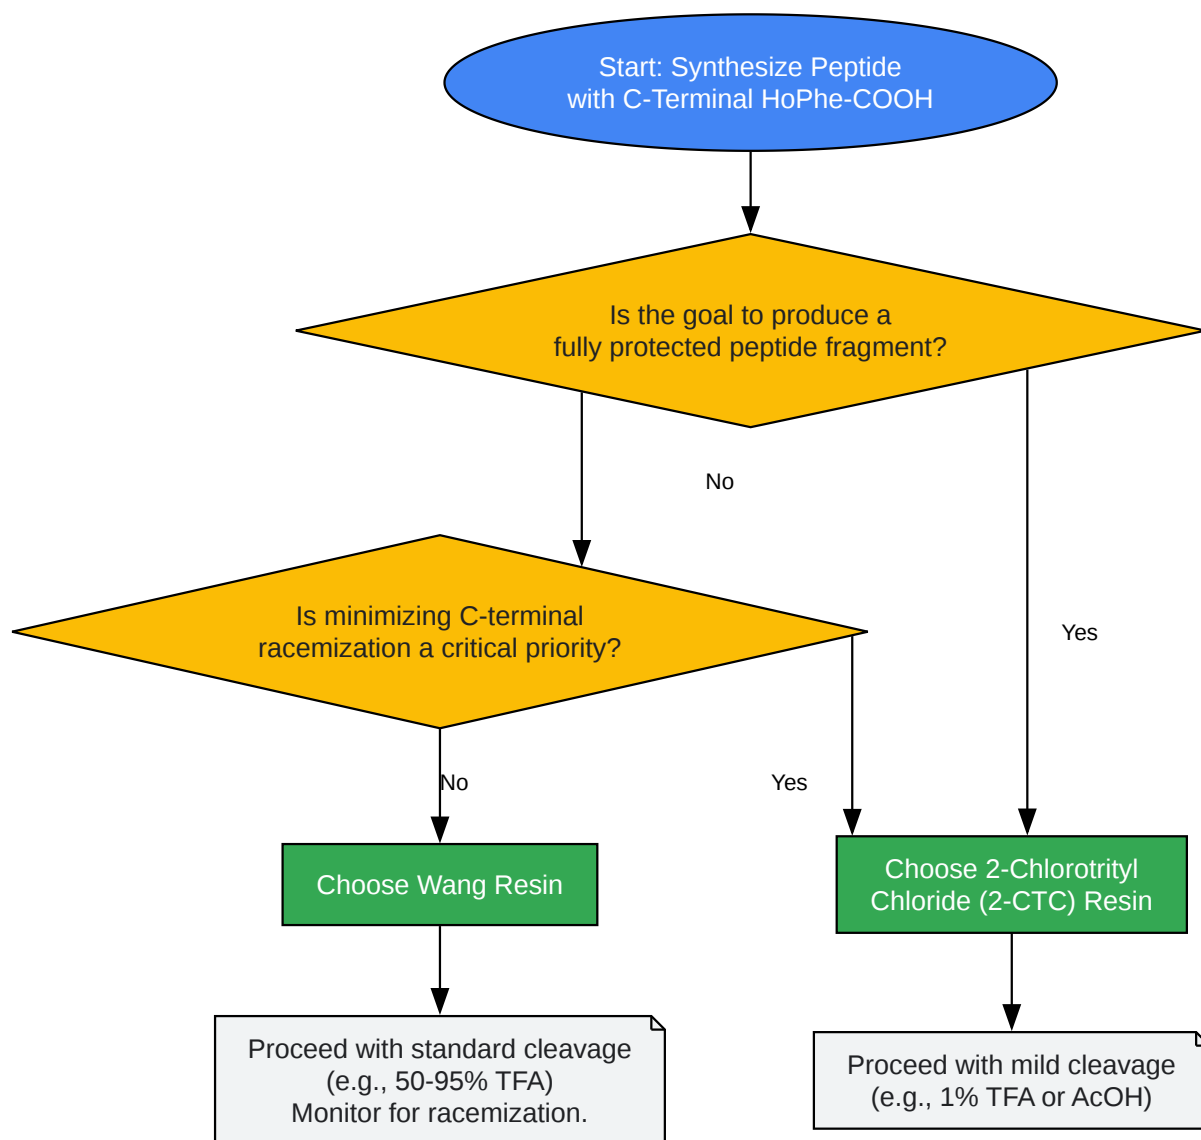 Start: Synthesize Peptide
with C-Terminal HoPhe-COOH
Is the goal to produce a
fully protected peptide fragment?
No
Yes
Is minimizing C-terminal
racemization a critical priority?
No
Yes
Choose Wang Resin
Choose 2-Chlorotrityl
Chloride (2-CTC) Resin
Proceed with standard cleavage
(e.g., 50-95% TFA)
Monitor for racemization.
Proceed with mild cleavage
(e.g., 1% TFA or AcOH)